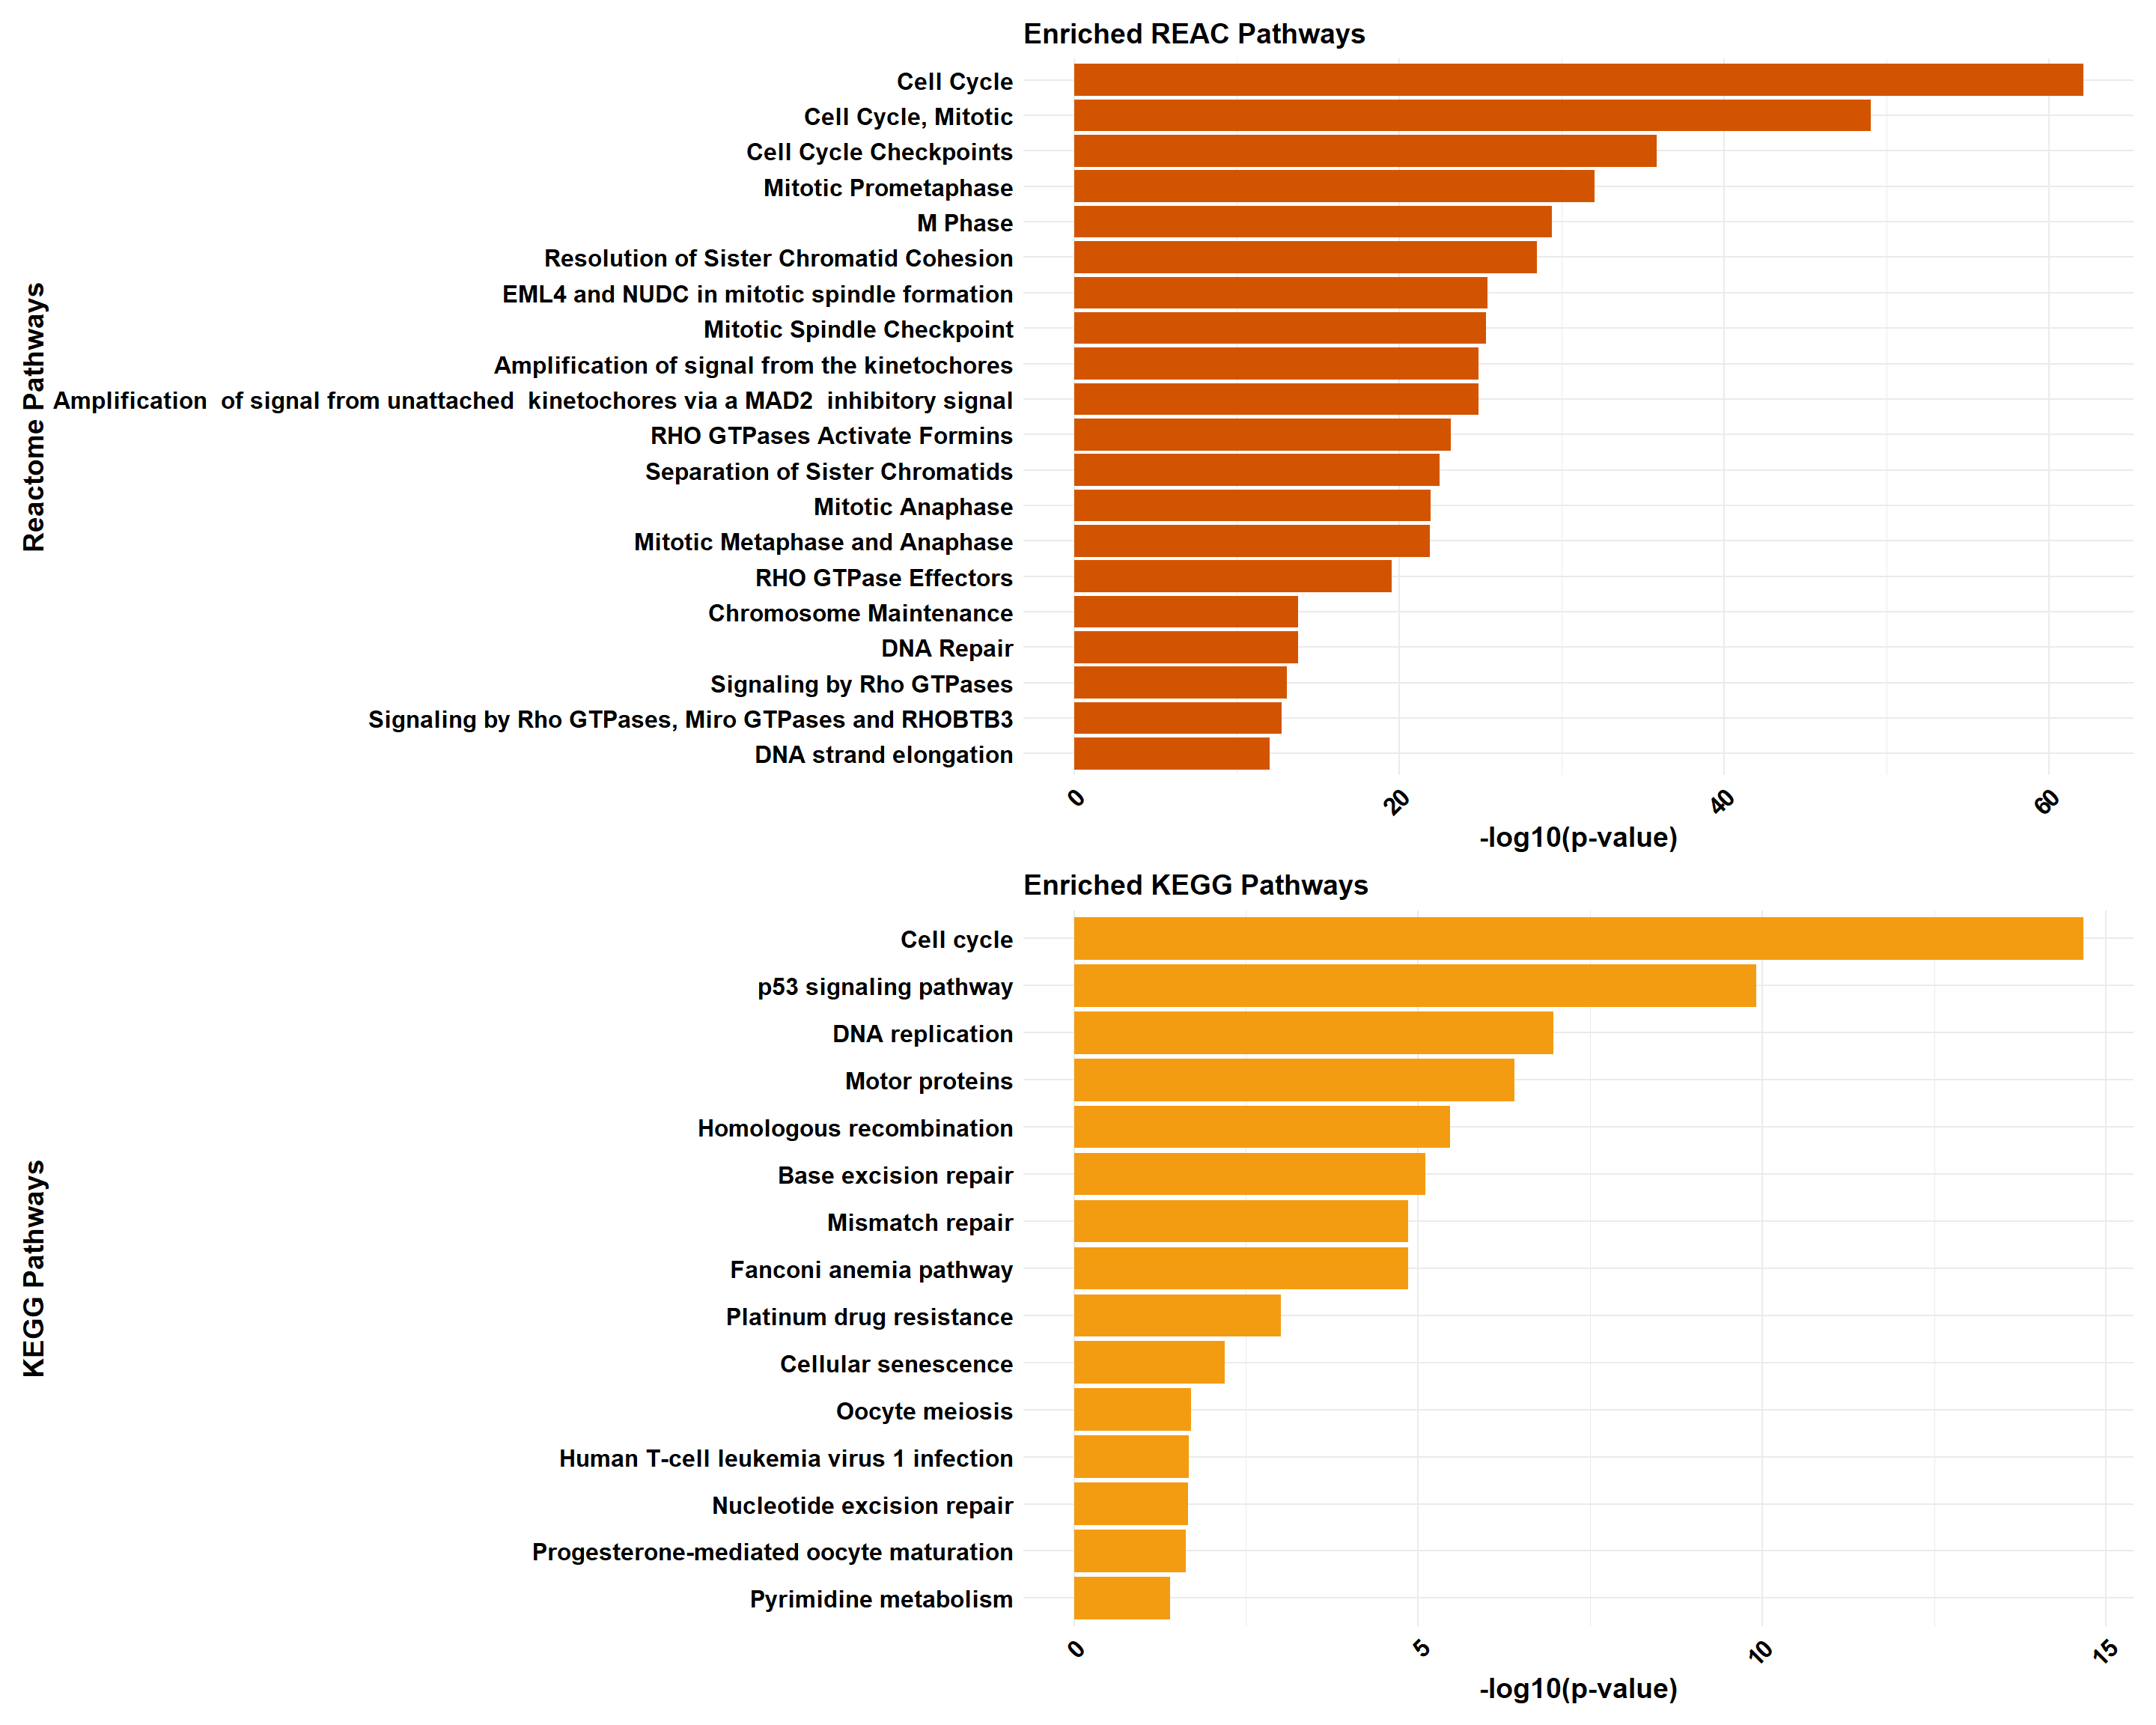 Enriched REAC Pathways
Reactome Pathways
Cell Cycle
Cell Cycle, Mitotic
Cell Cycle Checkpoints
Mitotic Prometaphase
M Phase
Resolution of Sister Chromatid Cohesion
EML4 and NUDC in mitotic spindle formation
Mitotic Spindle Checkpoint
Amplification of signal from the kinetochores
Amplification  of signal from unattached  kinetochores via a MAD2  inhibitory signal
RHO GTPases Activate Formins
Separation of Sister Chromatids
Mitotic Anaphase
Mitotic Metaphase and Anaphase
RHO GTPase Effectors
Chromosome Maintenance
DNA Repair
Signaling by Rho GTPases
Signaling by Rho GTPases, Miro GTPases and RHOBTB3
DNA strand elongation
0 20 40 60
-log10(p-value)
Enriched KEGG Pathways
KEGG Pathways
Cell cycle
p53 signaling pathway
DNA replication
Motor proteins
Homologous recombination
Base excision repair
Mismatch repair
Fanconi anemia pathway
Platinum drug resistance
Cellular senescence
Oocyte meiosis
Human T-cell leukemia virus 1 infection
Nucleotide excision repair
Progesterone-mediated oocyte maturation
Pyrimidine metabolism
0 5 10 15
-log10(p-value)